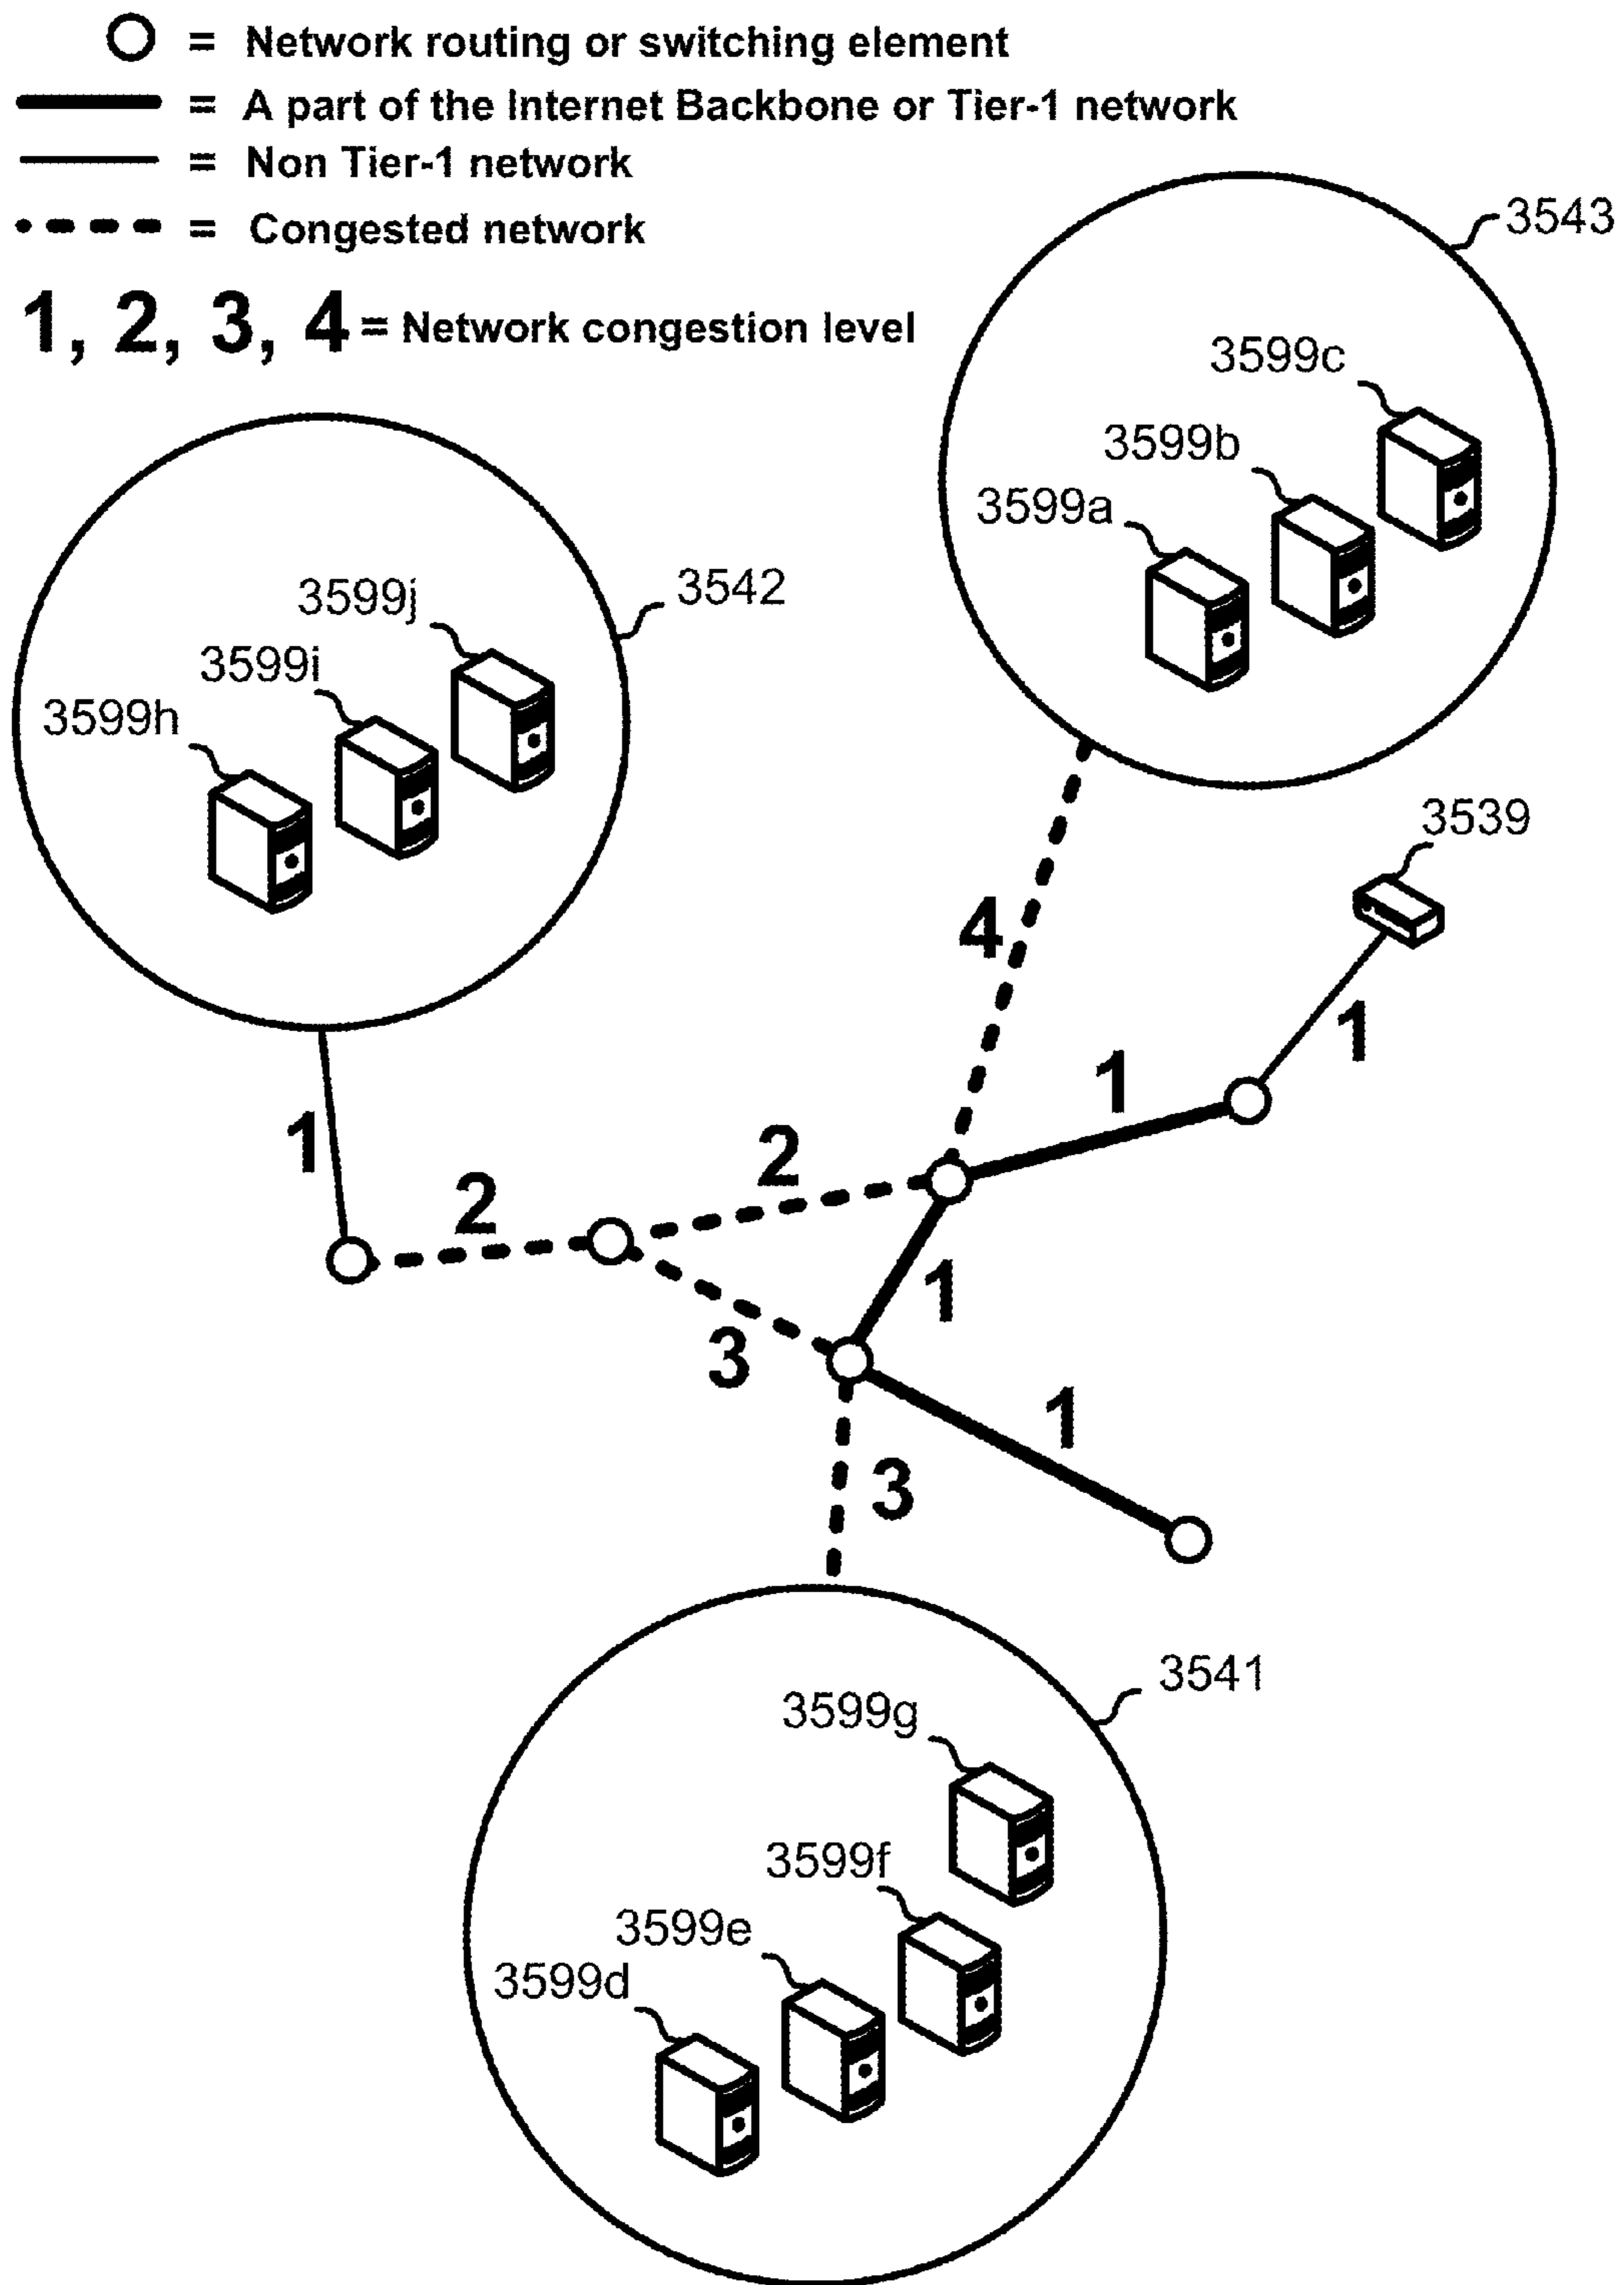 = Network routing or switching element
= A part of the Internet Backbone or Tier-1 network
= Non Tier-1 network
= Congested network
1, 2, 3, 4 = Network congestion level
3543
3599c
3599b
3599a
3542
3599j
3599i
3599h
3539
4
1
1
1
2
2
1
3
1
3
3541
3599g
3599f
3599e
3599d